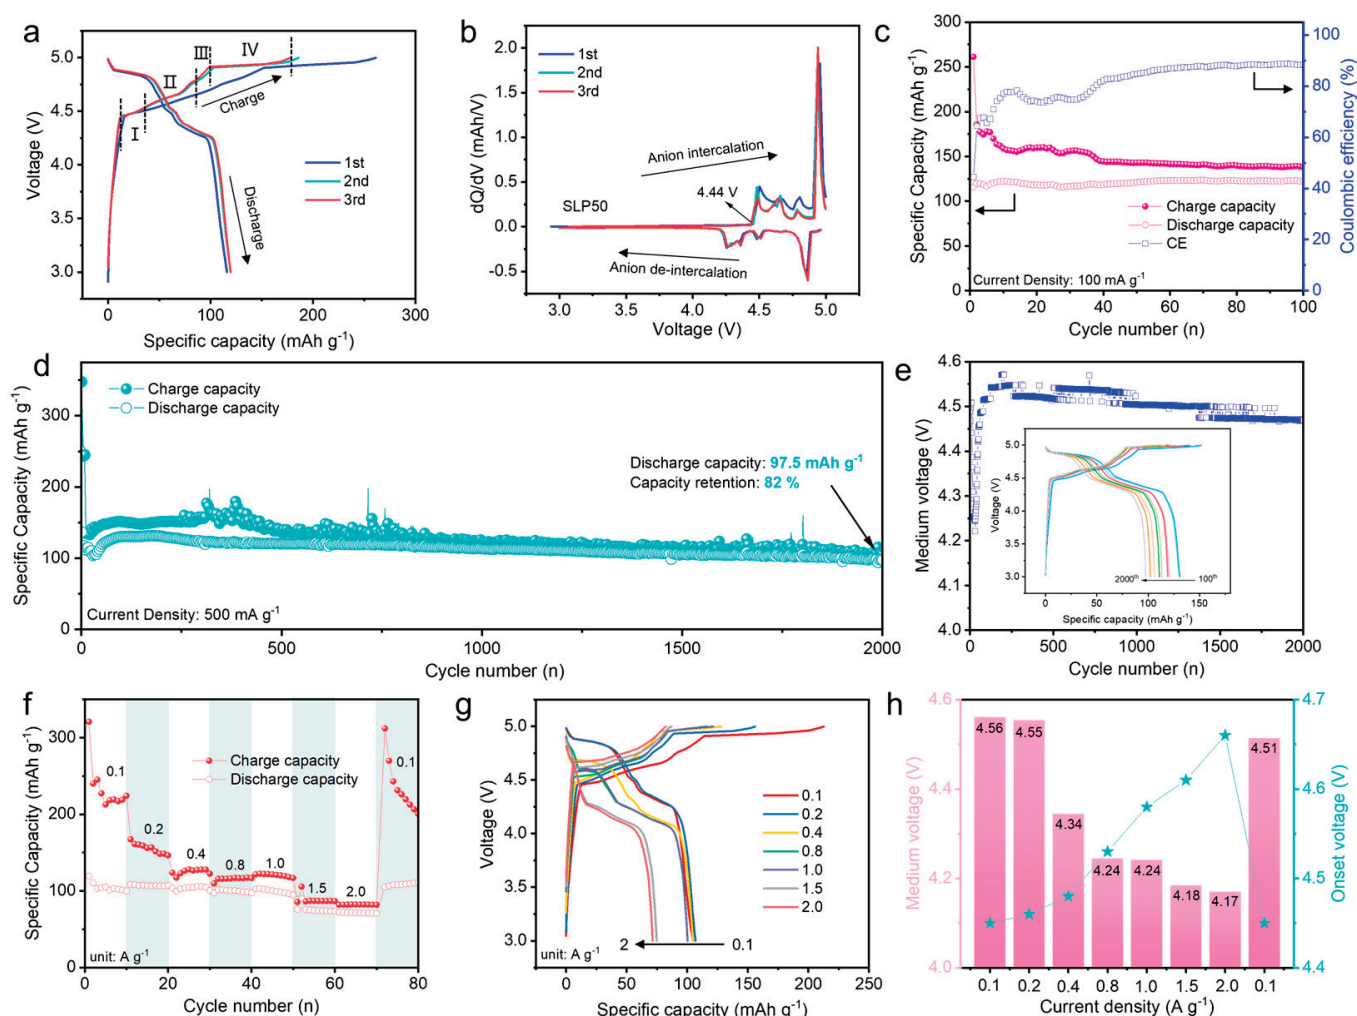 a
Voltage (V)
5.0
4.5
4.0
3.5
3.0
I
II
III
IV
Charge
Discharge
1st
2nd
3rd
0
100
200
300
Specific capacity (mAh g⁻¹)
b
dQ/dV (mAh/V)
2.0
1.5
1.0
0.5
0.0
-0.5
1st
2nd
3rd
Anion intercalation
4.44 V
SLP50
Anion de-intercalation
3.0
3.5
4.0
4.5
5.0
Voltage (V)
c
Specific Capacity (mAh g⁻¹)
300
250
200
150
100
50
0
Charge capacity
Discharge capacity
CE
Current Density: 100 mA g⁻¹
0
20
40
60
80
100
Cycle number (n)
100
80
60
40
20
0
Coulombic efficiency (%)
d
Specific Capacity (mAh g⁻¹)
300
200
100
0
Charge capacity
Discharge capacity
Discharge capacity: 97.5 mAh g⁻¹
Capacity retention: 82 %
Current Density: 500 mA g⁻¹
0
500
1000
1500
2000
Cycle number (n)
e
Medium voltage (V)
4.6
4.5
4.4
4.3
4.2
4.1
4.0
Voltage (V)
5.0
4.5
4.0
3.5
3.0
2000th
100th
0
50
100
150
Specific capacity (mAh g⁻¹)
0
500
1000
1500
2000
Cycle number (n)
f
Specific Capacity (mAh g⁻¹)
300
200
100
0
0.1
0.2
0.4
0.8
1.0
1.5
2.0
0.1
Charge capacity
Discharge capacity
unit: A g⁻¹
0
20
40
60
80
Cycle number (n)
g
Voltage (V)
5.0
4.5
4.0
3.5
3.0
0.1
0.2
0.4
0.8
1.0
1.5
2.0
2
0.1
unit: A g⁻¹
0
50
100
150
200
250
Specific capacity (mAh g⁻¹)
h
Medium voltage (V)
4.6
4.4
4.2
4.0
4.56
4.55
4.34
4.24
4.24
4.18
4.17
4.51
0.1
0.2
0.4
0.8
1.0
1.5
2.0
0.1
Current density (A g⁻¹)
4.7
4.6
4.5
4.4
Onset voltage (V)